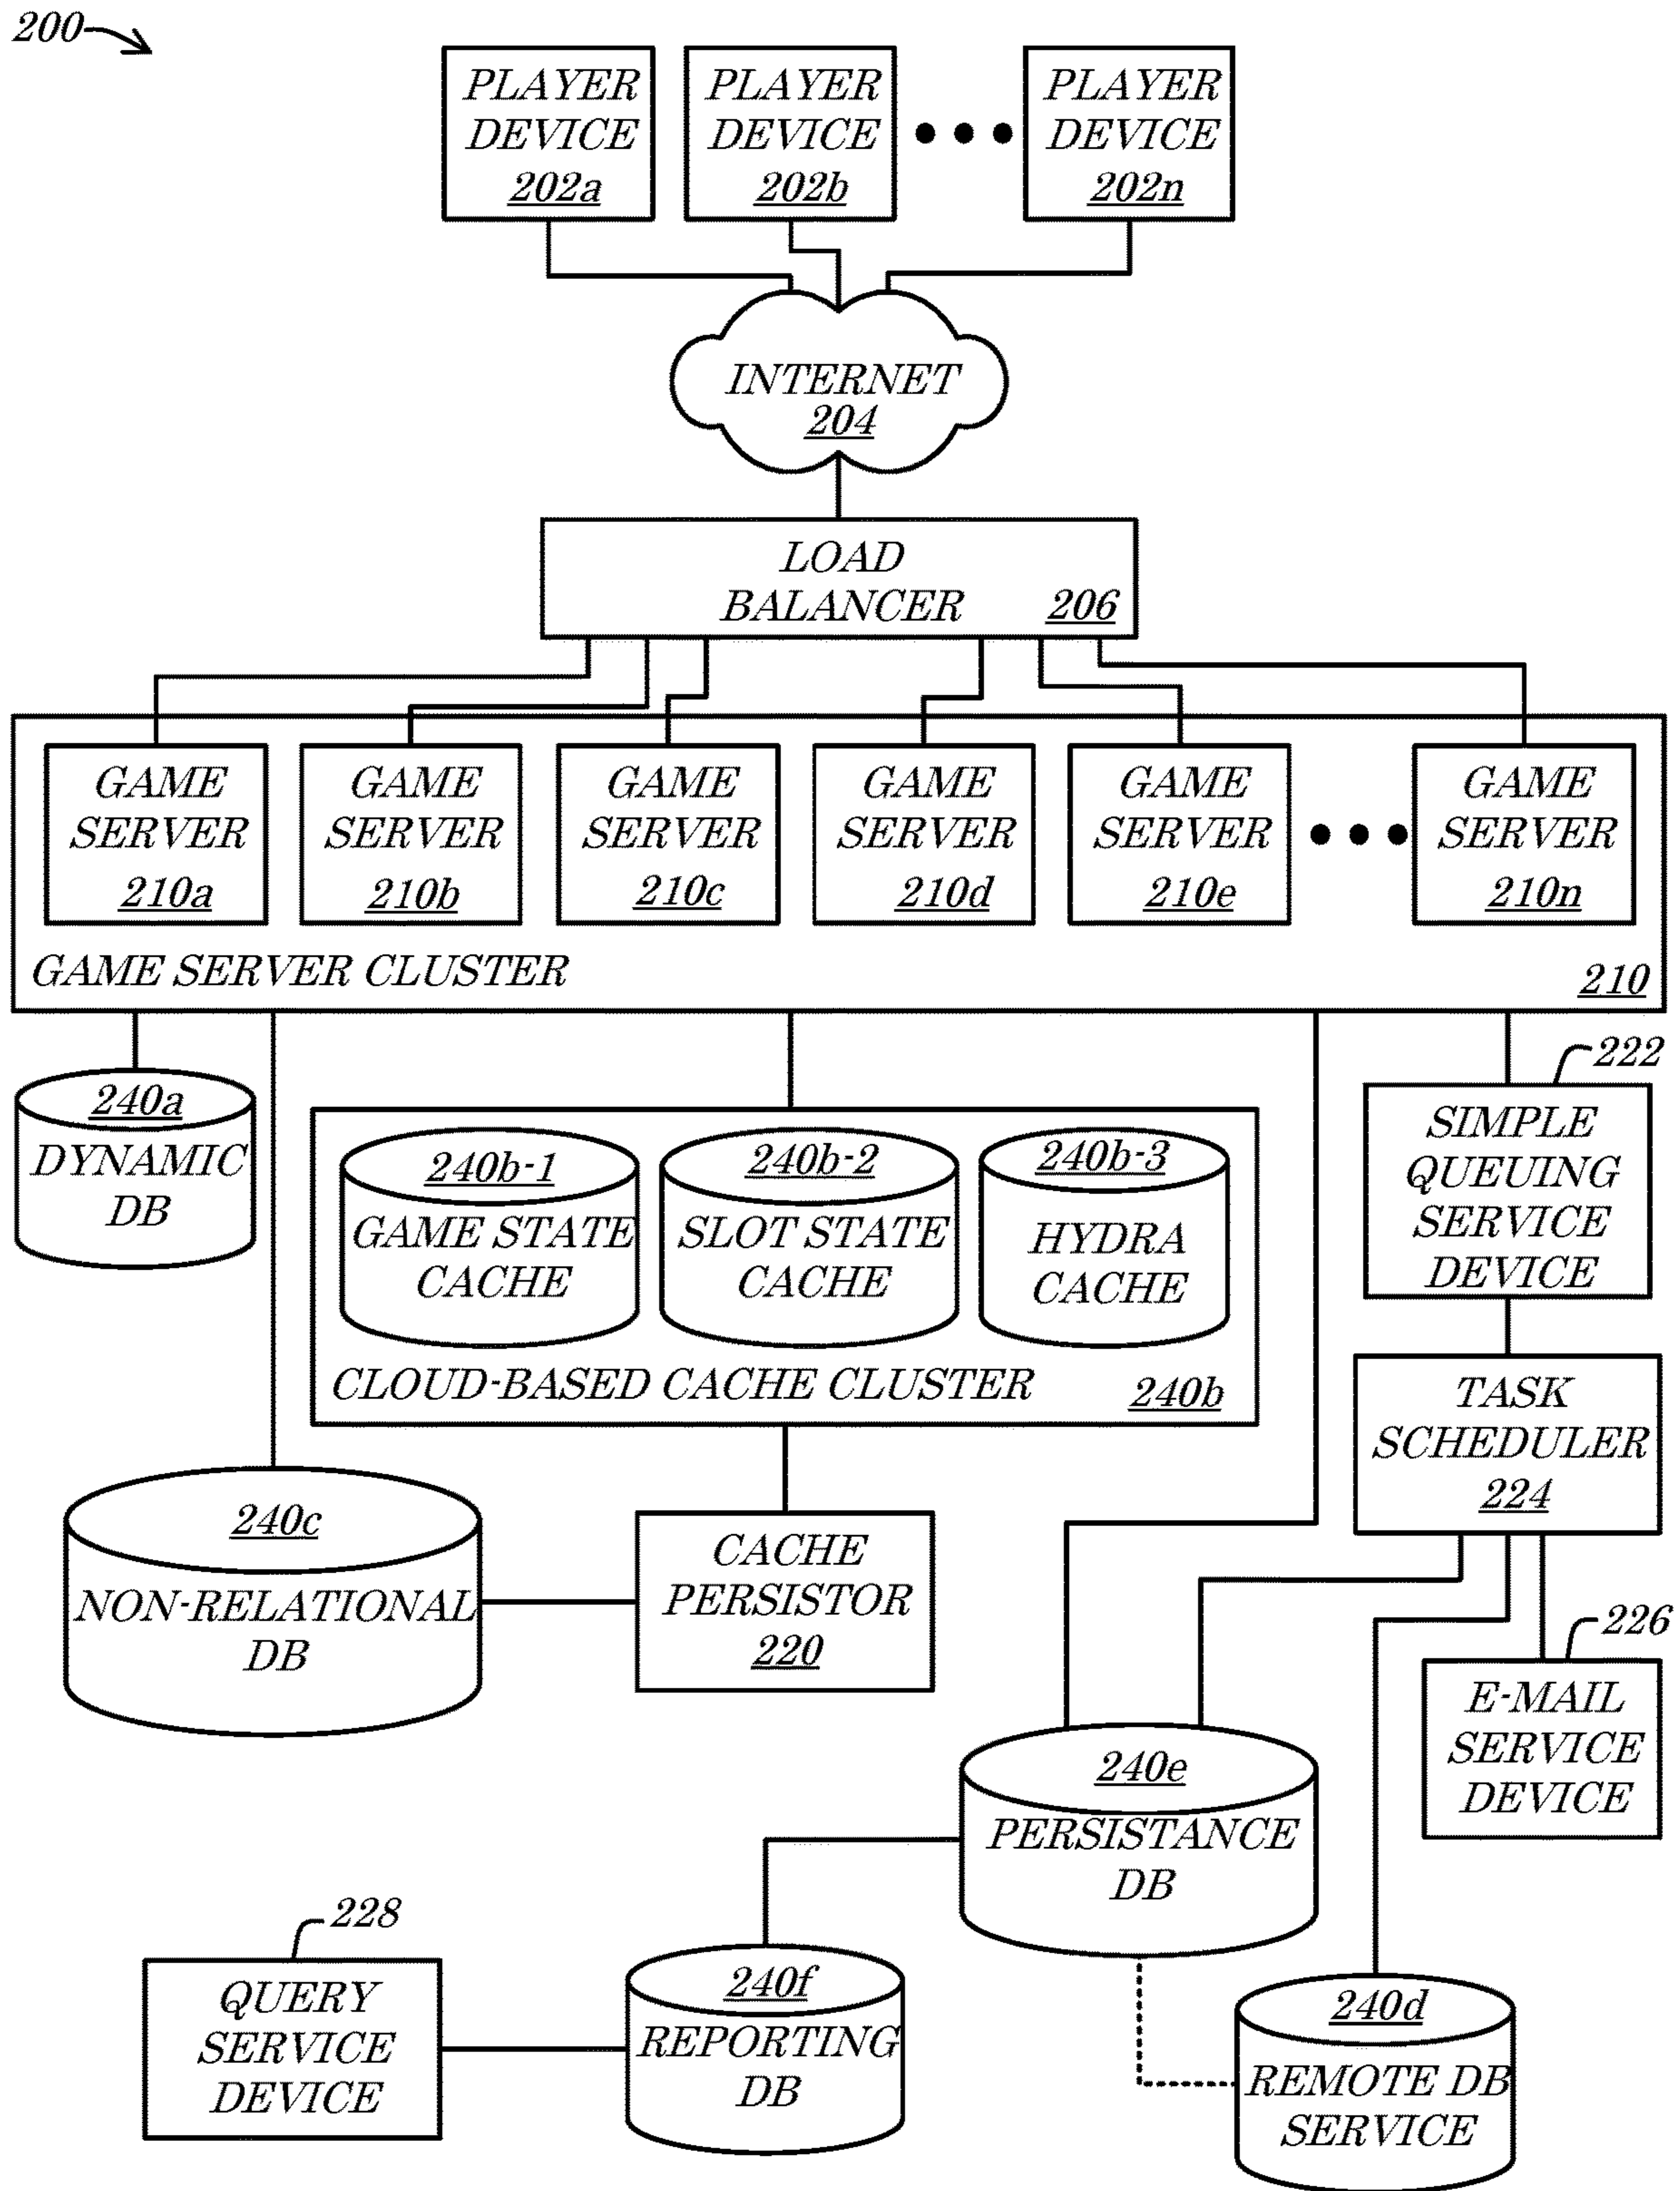 200
PLAYER
DEVICE
202a
PLAYER
DEVICE
202b
PLAYER
DEVICE
202n
INTERNET
204
LOAD
BALANCER
206
GAME
SERVER
210a
GAME
SERVER
210b
GAME
SERVER
210c
GAME
SERVER
210d
GAME
SERVER
210e
GAME
SERVER
210n
GAME SERVER CLUSTER
210
240a
DYNAMIC
DB
240b-1
GAME STATE
CACHE
240b-2
SLOT STATE
CACHE
240b-3
HYDRA
CACHE
CLOUD-BASED CACHE CLUSTER
240b
222
SIMPLE
QUEUING
SERVICE
DEVICE
TASK
SCHEDULER
224
240c
NON-RELATIONAL
DB
CACHE
PERSISTOR
220
226
E-MAIL
SERVICE
DEVICE
240e
PERSISTANCE
DB
228
QUERY
SERVICE
DEVICE
240f
REPORTING
DB
240d
REMOTE DB
SERVICE